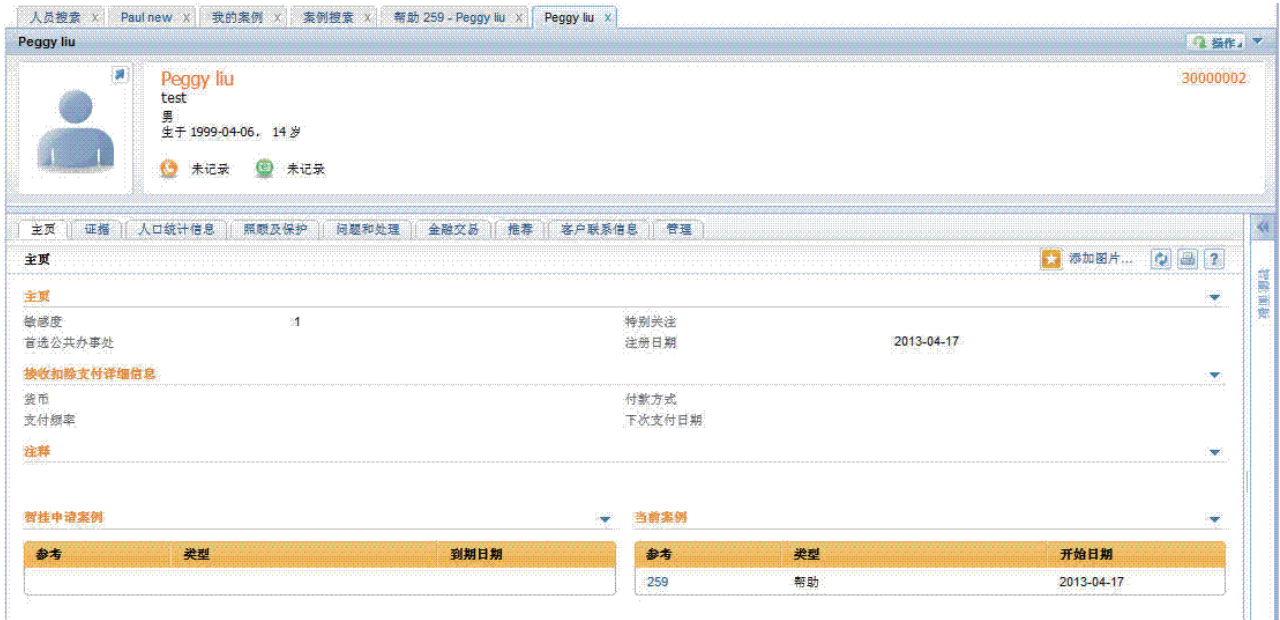 人员搜索 x Paul new x 我的案例 x 案例搜索 x 帮助 259 - Peggy liu x Peggy liu x
Peggy liu 操作
Peggy liu 30000002
test
男
生于 1999-04-06， 14 岁
未记录 未记录
主页 证据 人口统计信息 照顾及保护 问题和处理 金融交易 推荐 客户联系信息 管理
主页 添加图片... ?
智能面板
主页
敏感度 1 特别关注
首选公共办事处 注册日期 2013-04-17
接收扣除支付详细信息
货币 付款方式
支付频率 下次支付日期
注释
暂挂申请案例 当前案例
参考 类型 到期日期 参考 类型 开始日期
259 帮助 2013-04-17